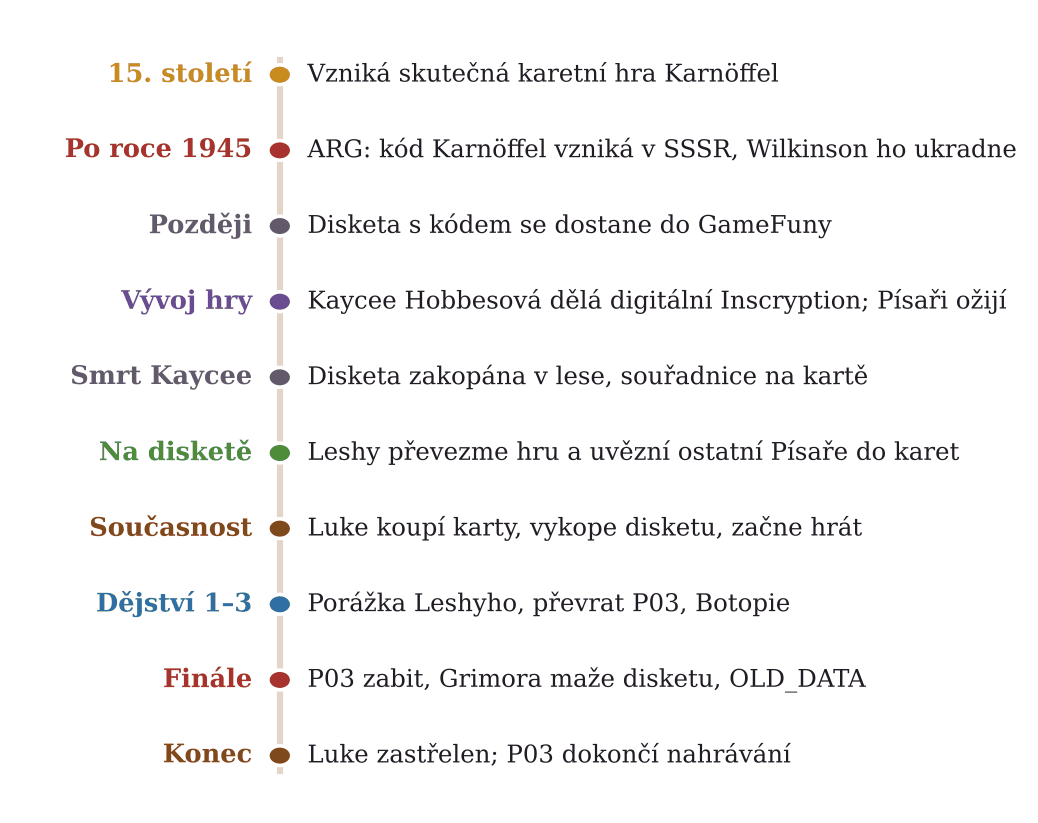 15. století Vzniká skutečná karetní hra Karnöffel
Po roce 1945 ARG: kód Karnöffel vzniká v SSSR, Wilkinson ho ukradne
Později Disketa s kódem se dostane do GameFuny
Vývoj hry Kaycee Hobbesová dělá digitální Inscryption; Písaři ožijí
Smrt Kaycee Disketa zakopána v lese, souřadnice na kartě
Na disketě Leshy převezme hru a uvězní ostatní Písaře do karet
Současnost Luke koupí karty, vykope disketu, začne hrát
Dějství 1–3 Porážka Leshyho, převrat P03, Botopie
Finále P03 zabit, Grimora maže disketu, OLD_DATA
Konec Luke zastřelen; P03 dokončí nahrávání